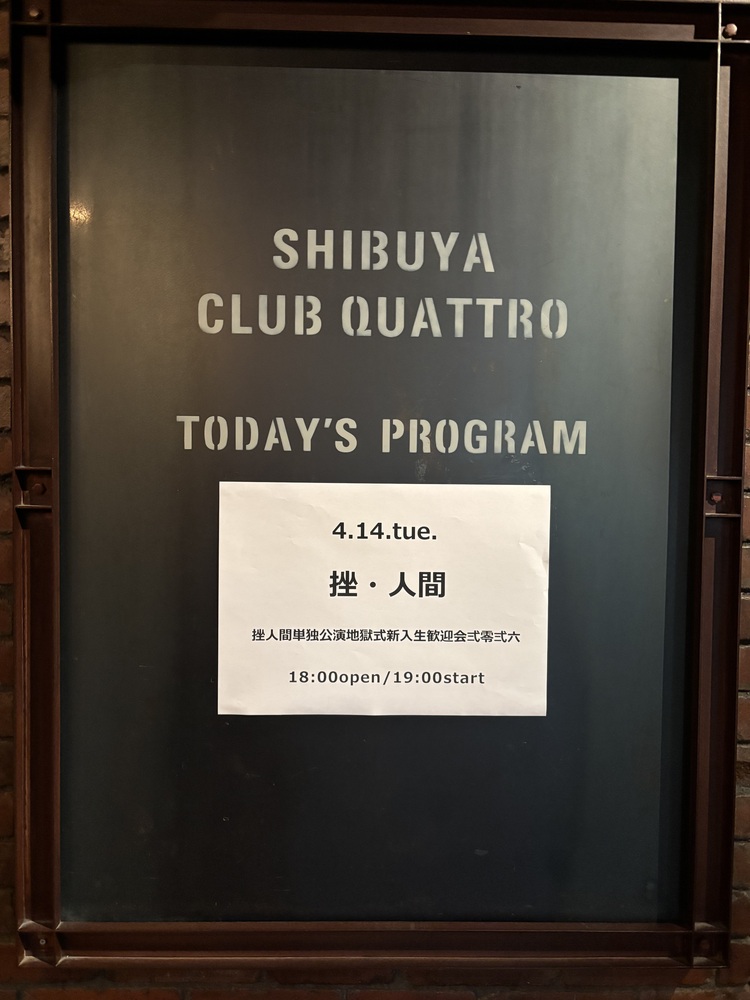 SHIBUYA
CLUB QUATTRO
TODAY'S PROGRAM
4.14.tue.
挫・人間
挫人間単独公演地獄式新入生歓迎会弐零弐六
18:00open/19:00start